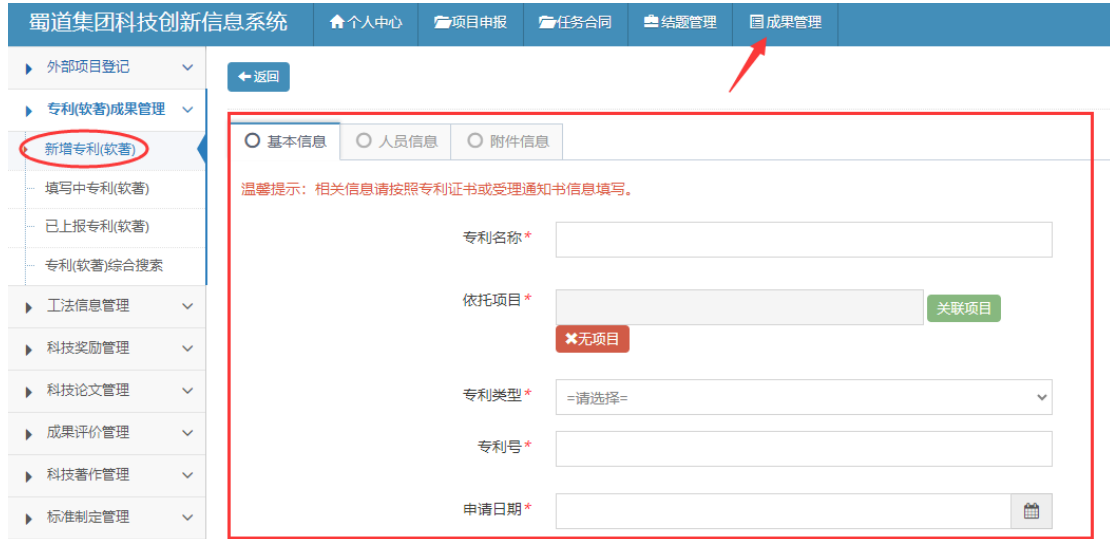 蜀道集团科技创新信息系统
个人中心
项目申报
任务合同
结题管理
成果管理
外部项目登记
专利(软著)成果管理
新增专利(软著)
填写中专利(软著)
已上报专利(软著)
专利(软著)综合搜索
工法信息管理
科技奖励管理
科技论文管理
成果评价管理
科技著作管理
标准制定管理
返回
基本信息
人员信息
附件信息
温馨提示：相关信息请按照专利证书或受理通知书信息填写。
专利名称*
依托项目*
关联项目
无项目
专利类型*
=请选择=
专利号*
申请日期*